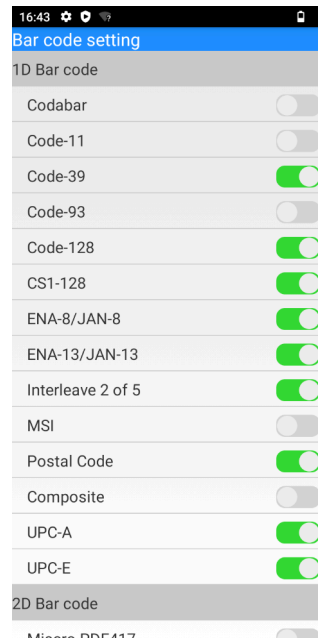 16:43
Bar code setting
1D Bar code
Codabar
Code-11
Code-39
Code-93
Code-128
CS1-128
ENA-8/JAN-8
ENA-13/JAN-13
Interleave 2 of 5
MSI
Postal Code
Composite
UPC-A
UPC-E
2D Bar code
PDF417